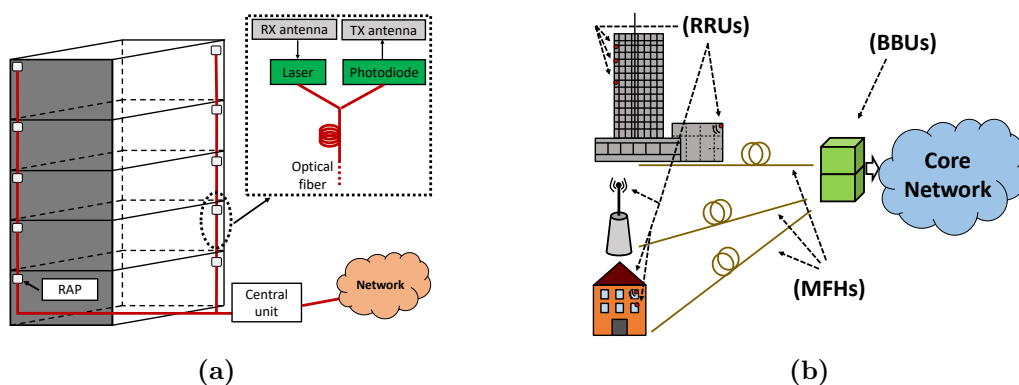 RX antenna
TX antenna
Laser
Photodiode
Optical
fiber
RAP
Central
unit
Network
(a)
(RRUs)
(BBUs)
Core
Network
(MFHs)
(b)